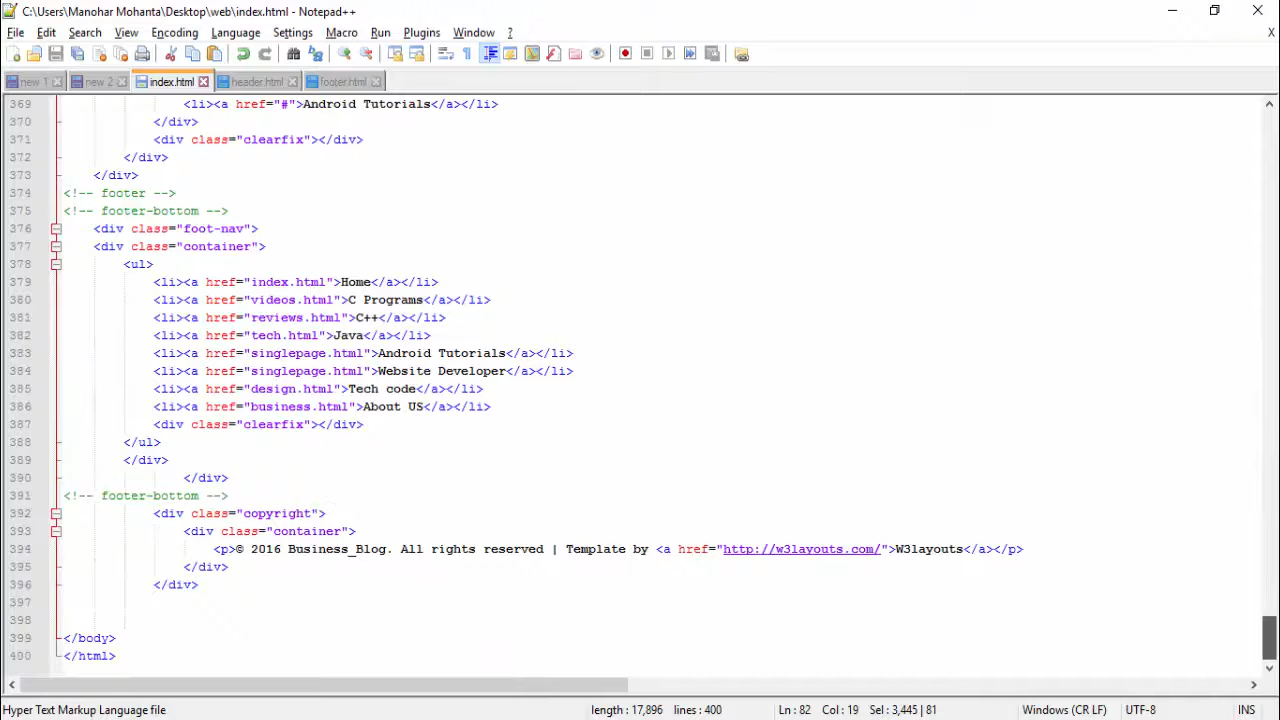 C:\Users\Manohar Mohanta\Desktop\web\index.html - Notepad++
File Edit Search View Encoding Language Settings Macro Run Plugins Window ? X
new 1 new 2 index.html header.html footer.html
369 <li><a href="#">Android Tutorials</a></li>
370 </div>
371 <div class="clearfix"></div>
372 </div>
373 </div>
374 <!-- footer -->
375 <!-- footer-bottom -->
376 <div class="foot-nav">
377 <div class="container">
378 <ul>
379 <li><a href="index.html">Home</a></li>
380 <li><a href="videos.html">C Programs</a></li>
381 <li><a href="reviews.html">C++</a></li>
382 <li><a href="tech.html">Java</a></li>
383 <li><a href="singlepage.html">Android Tutorials</a></li>
384 <li><a href="singlepage.html">Website Developer</a></li>
385 <li><a href="design.html">Tech code</a></li>
386 <li><a href="business.html">About US</a></li>
387 <div class="clearfix"></div>
388 </ul>
389 </div>
390 </div>
391 <!-- footer-bottom -->
392 <div class="copyright">
393 <div class="container">
394 <p>© 2016 Business_Blog. All rights reserved | Template by <a href="http://w3layouts.com/">W3layouts</a></p>
395 </div>
396 </div>
397
398
399 </body>
400 </html>
Hyper Text Markup Language file length : 17,896 lines : 400 Ln : 82 Col : 19 Sel : 3,445 | 81 Windows (CR LF) UTF-8 INS